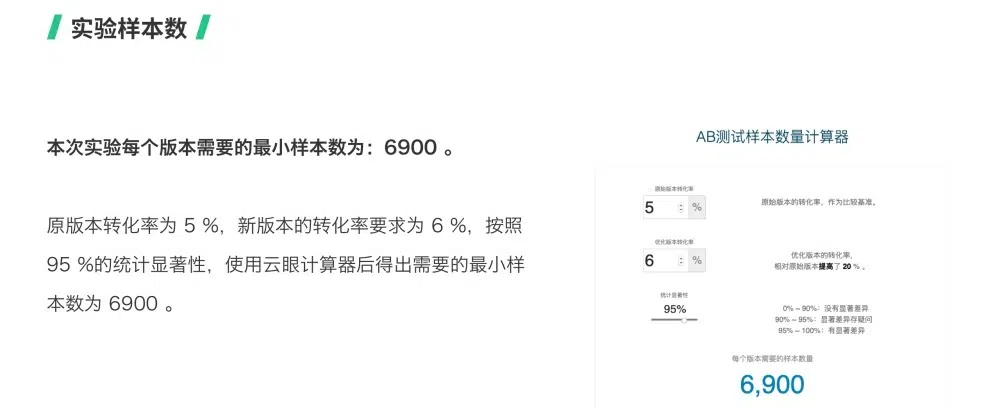 实验样本数
本次实验每个版本需要的最小样本数为：6900 。
原版本转化率为 5 %，新版本的转化率要求为 6 %，按照
95 %的统计显著性，使用云眼计算器后得出需要的最小样
本数为 6900 。
AB测试样本数量计算器
原始版本转化率
5 %
原始版本的转化率，作为比较基准。
优化版本转化率
6 %
优化版本的转化率，
相对原始版本提高了 20 % 。
统计显著性
95%
0% ~ 90%：没有显著差异
90% ~ 95%：显著差异存疑问
95% ~ 100%：有显著差异
每个版本需要的样本数量
6,900